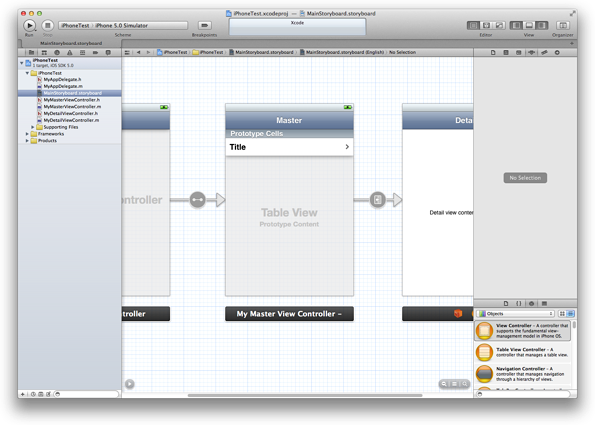 iPhoneTest.xcodeproj — MainStoryboard.storyboard
iPhoneTest iPhone 5.0 Simulator
Xcode
Run Stop Scheme Breakpoints Editor View Organizer
MainStoryboard.storyboard
iPhoneTest iPhoneTest MainStoryboard.storyboard MainStoryboard.storyboard (English) No Selection
iPhoneTest
1 target, iOS SDK 5.0
iPhoneTest
MyAppDelegate.h
MyAppDelegate.m
MainStoryboard.storyboard
MyMasterViewController.h
MyMasterViewController.m
MyDetailViewController.h
MyDetailViewController.m
Supporting Files
Frameworks
Products
Master
Detai
Prototype Cells
Title
No Selection
ontroller
Table View
Prototype Content
Detail view conten
ntroller
My Master View Controller –
Objects
View Controller – A controller that
supports the fundamental view-
management model in iPhone OS.
Table View Controller – A
controller that manages a table view.
Navigation Controller – A
controller that manages navigation
through a hierarchy of views.